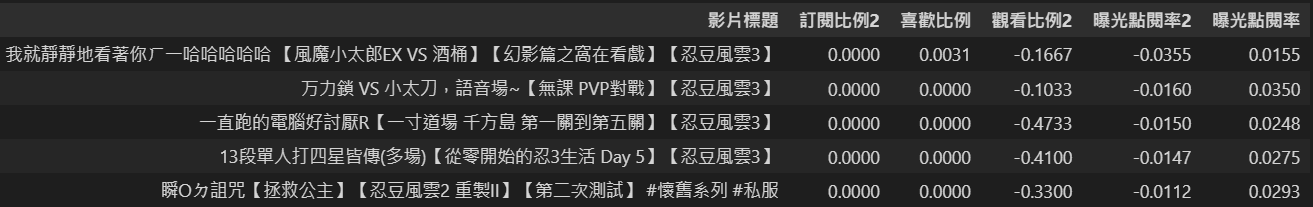 影片標題 訂閱比例2 喜歡比例 觀看比例2 曝光點閱率2 曝光點閱率
我就靜靜地看著你ㄏㄧ哈哈哈哈哈 【風魔小太郎EX VS 酒桶】【幻影篇之窩在看戲】【忍豆風雲3】 0.0000 0.0031 -0.1667 -0.0355 0.0155
万力鎖 VS 小太刀，語音場~【無課 PVP對戰】【忍豆風雲3】 0.0000 0.0000 -0.1033 -0.0160 0.0350
一直跑的電腦好討厭R【一寸道場 千方島 第一關到第五關】【忍豆風雲3】 0.0000 0.0000 -0.4733 -0.0150 0.0248
13段單人打四星皆傳(多場)【從零開始的忍3生活 Day 5】【忍豆風雲3】 0.0000 0.0000 -0.4100 -0.0147 0.0275
瞬Oㄉ詛咒【拯救公主】【忍豆風雲2 重製II】【第二次測試】 #懷舊系列 #私服 0.0000 0.0000 -0.3300 -0.0112 0.0293